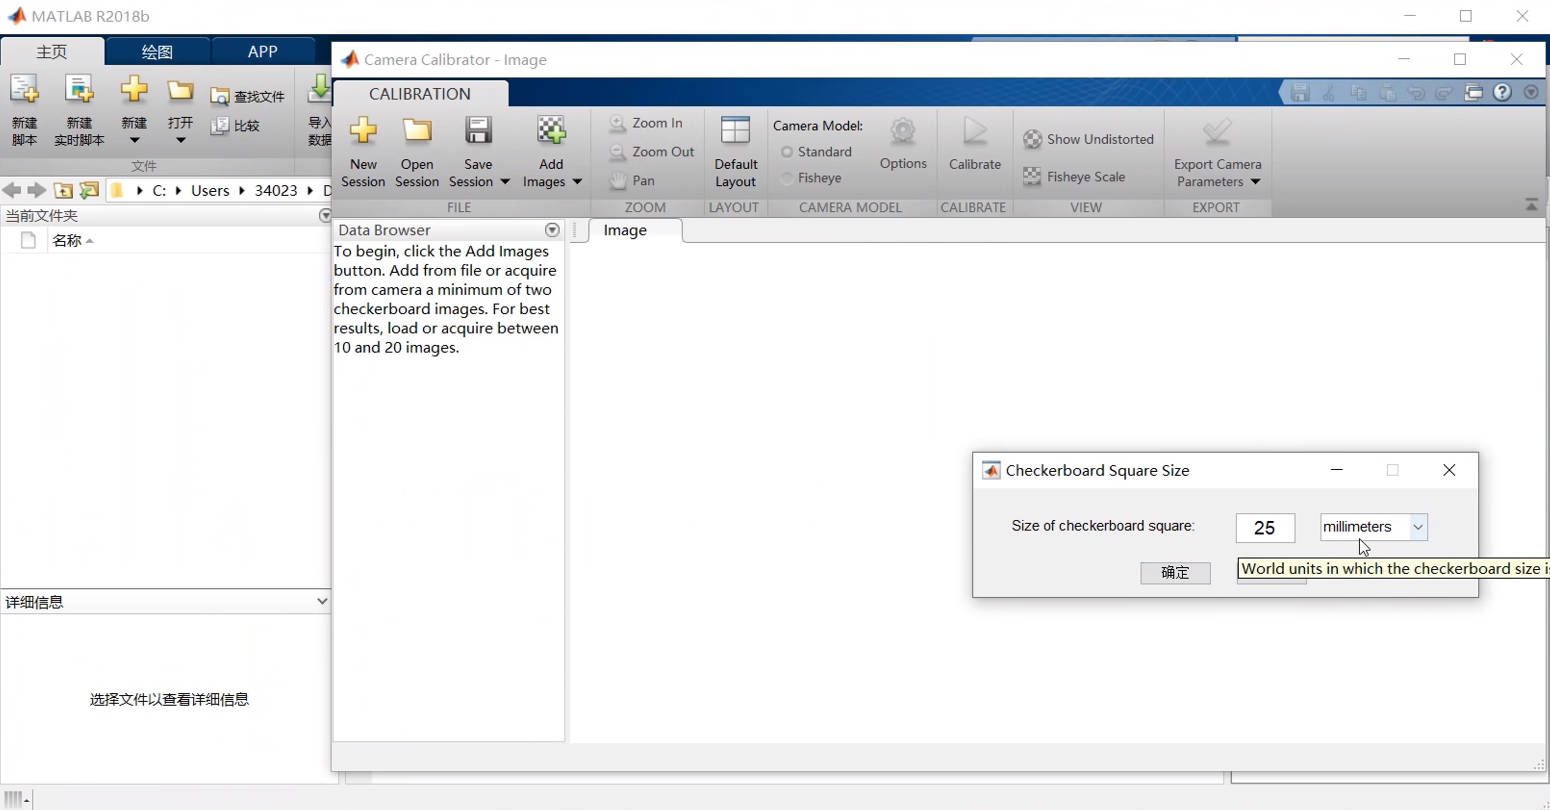 MATLAB R2018b
主页
绘图
APP
新建
脚本
新建
实时脚本
新建
打开
查找文件
比较
导入
数据
文件
C: Users 34023 D
当前文件夹
名称
详细信息
选择文件以查看详细信息
Camera Calibrator - Image
CALIBRATION
New
Session
Open
Session
Save
Session
Add
Images
FILE
Zoom In
Zoom Out
Pan
ZOOM
Default
Layout
LAYOUT
Camera Model:
Standard
Fisheye
Options
CAMERA MODEL
Calibrate
CALIBRATE
Show Undistorted
Fisheye Scale
VIEW
Export Camera
Parameters
EXPORT
Data Browser
To begin, click the Add Images
button. Add from file or acquire
from camera a minimum of two
checkerboard images. For best
results, load or acquire between
10 and 20 images.
Image
Checkerboard Square Size
Size of checkerboard square:
25
millimeters
确定
World units in which the checkerboard size i